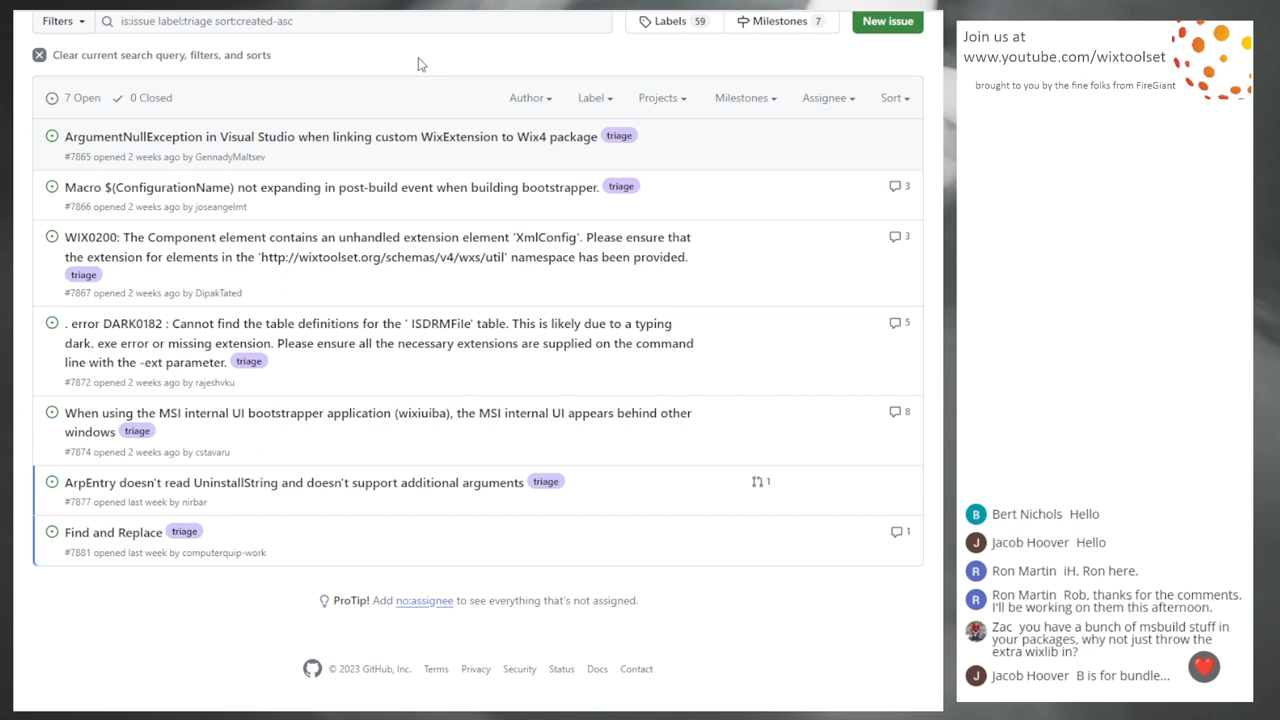 Filters
is:issue label:triage sort:created-asc
Labels 59
Milestones 7
New issue
Clear current search query, filters, and sorts
7 Open
0 Closed
Author
Label
Projects
Milestones
Assignee
Sort
ArgumentNullException in Visual Studio when linking custom WixExtension to Wix4 package triage
#7865 opened 2 weeks ago by GennadyMaltsev
Macro $(ConfigurationName) not expanding in post-build event when building bootstrapper. triage
3
#7866 opened 2 weeks ago by joseangelmt
WIX0200: The Component element contains an unhandled extension element 'XmlConfig'. Please ensure that
3
the extension for elements in the 'http://wixtoolset.org/schemas/v4/wxs/util' namespace has been provided.
triage
#7867 opened 2 weeks ago by DipakTated
. error DARK0182 : Cannot find the table definitions for the ' ISDRMFile' table. This is likely due to a typing
5
dark. exe error or missing extension. Please ensure all the necessary extensions are supplied on the command
line with the -ext parameter. triage
#7872 opened 2 weeks ago by rajeshvku
When using the MSI internal UI bootstrapper application (wixiuiba), the MSI internal UI appears behind other
8
windows triage
#7874 opened 2 weeks ago by cstavaru
ArpEntry doesn't read UninstallString and doesn't support additional arguments triage
1
#7877 opened last week by nirbar
Find and Replace triage
1
#7881 opened last week by computerquip-work
ProTip! Add no:assignee to see everything that's not assigned.
© 2023 GitHub, Inc. Terms Privacy Security Status Docs Contact
Join us at
www.youtube.com/wixtoolset
brought to you by the fine folks from FireGiant
B Bert Nichols Hello
J Jacob Hoover Hello
R Ron Martin iH. Ron here.
R Ron Martin Rob, thanks for the comments.
I'll be working on them this afternoon.
Zac you have a bunch of msbuild stuff in
your packages, why not just throw the
extra wixlib in?
J Jacob Hoover B is for bundle...